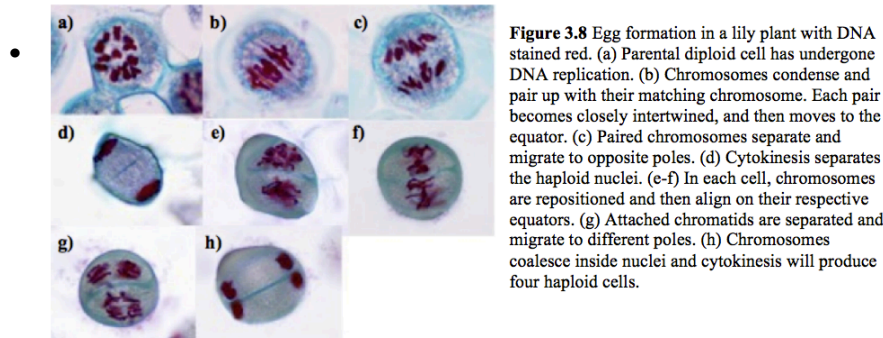 a)
b)
c)
d)
e)
f)
g)
h)
Figure 3.8 Egg formation in a lily plant with DNA
stained red. (a) Parental diploid cell has undergone
DNA replication. (b) Chromosomes condense and
pair up with their matching chromosome. Each pair
becomes closely intertwined, and then moves to the
equator. (c) Paired chromosomes separate and
migrate to opposite poles. (d) Cytokinesis separates
the haploid nuclei. (e-f) In each cell, chromosomes
are repositioned and then align on their respective
equators. (g) Attached chromatids are separated and
migrate to different poles. (h) Chromosomes
coalesce inside nuclei and cytokinesis will produce
four haploid cells.